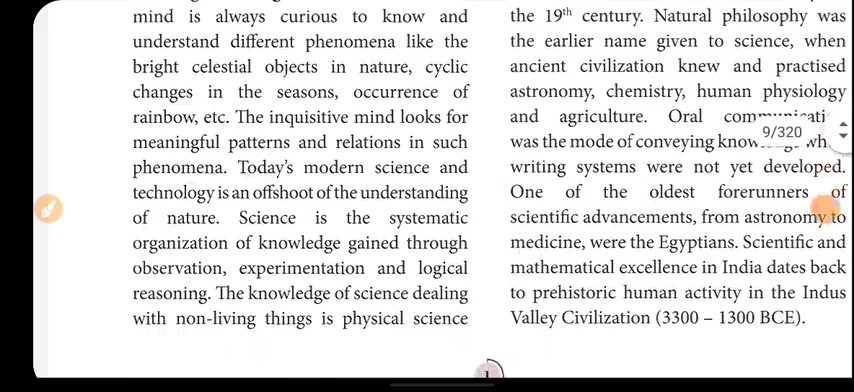 mind is always curious to know and
understand different phenomena like the
bright celestial objects in nature, cyclic
changes in the seasons, occurrence of
rainbow, etc. The inquisitive mind looks for
meaningful patterns and relations in such
phenomena. Today's modern science and
technology is an offshoot of the understanding
of nature. Science is the systematic
organization of knowledge gained through
observation, experimentation and logical
reasoning. The knowledge of science dealing
with non-living things is physical science
the 19th century. Natural philosophy was
the earlier name given to science, when
ancient civilization knew and practised
astronomy, chemistry, human physiology
and agriculture. Oral
was the mode of conveying
writing systems were not yet developed.
One of the oldest forerunners of
scientific advancements, from astronomy to
medicine, were the Egyptians. Scientific and
mathematical excellence in India dates back
to prehistoric human activity in the Indus
Valley Civilization (3300 – 1300 BCE).
9/320
1